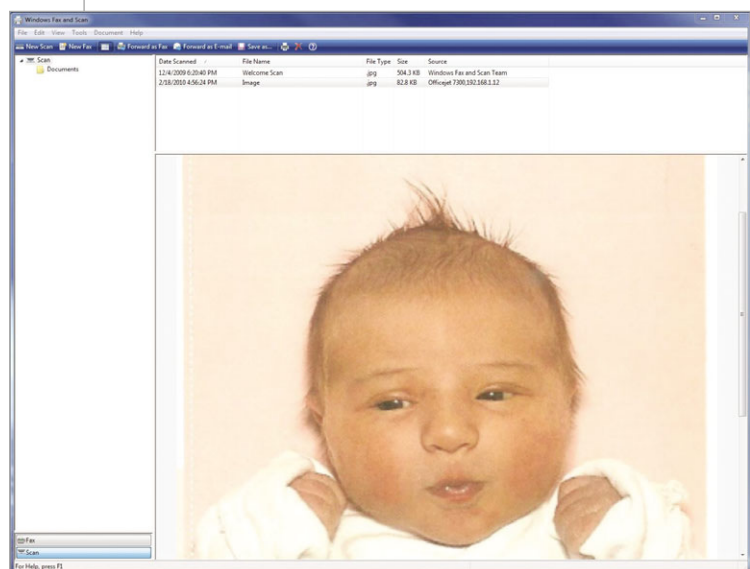 Windows Fax and Scan
File Edit View Tools Document Help
New Scan New Fax Forward as Fax Forward as E-mail Save as...
Scan
Documents
Date Scanned File Name File Type Size Source
12/4/2009 6:20:40 PM Welcome Scan .jpg 504.3 KB Windows Fax and Scan Team
2/18/2010 4:56:24 PM Image .jpg 82.8 KB Officejet 7300,192.168.1.12
Fax
Scan
For Help, press F1